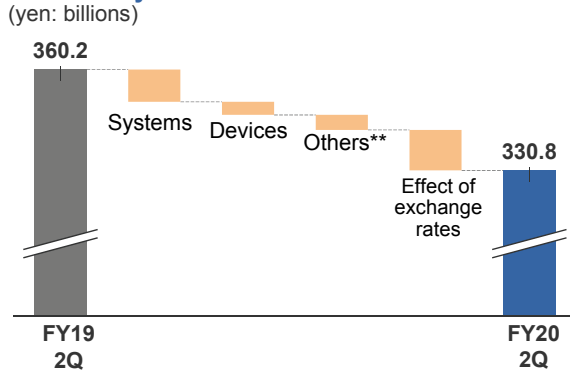 (yen: billions)
360.2
Systems
Devices
Others**
Effect of
exchange
rates
330.8
FY19
2Q
FY20
2Q